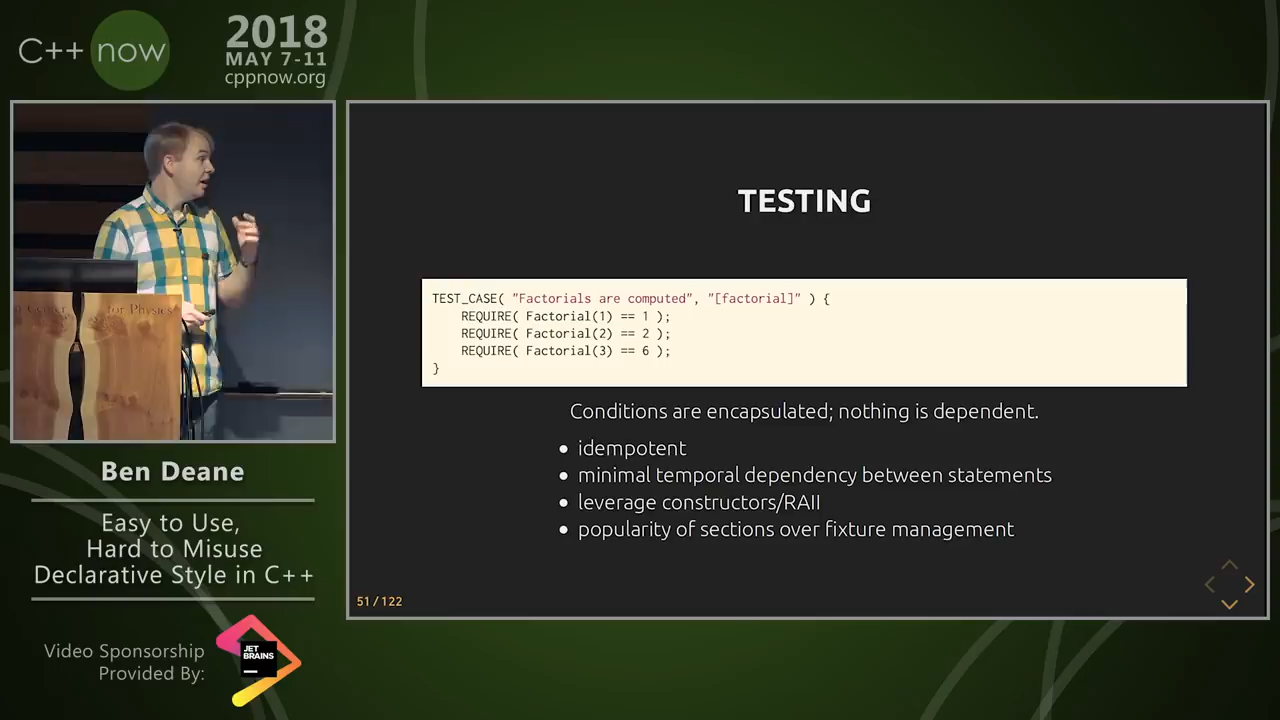 C++ now
2018
MAY 7-11
cppnow.org
for Physics
TESTING
TEST_CASE( "Factorials are computed", "[factorial]" ) {
REQUIRE( Factorial(1) == 1 );
REQUIRE( Factorial(2) == 2 );
REQUIRE( Factorial(3) == 6 );
}
Conditions are encapsulated; nothing is dependent.
• idempotent
• minimal temporal dependency between statements
• leverage constructors/RAII
• popularity of sections over fixture management
51 / 122
Ben Deane
Easy to Use,
Hard to Misuse
Declarative Style in C++
Video Sponsorship
Provided By:
JET
BRAINS